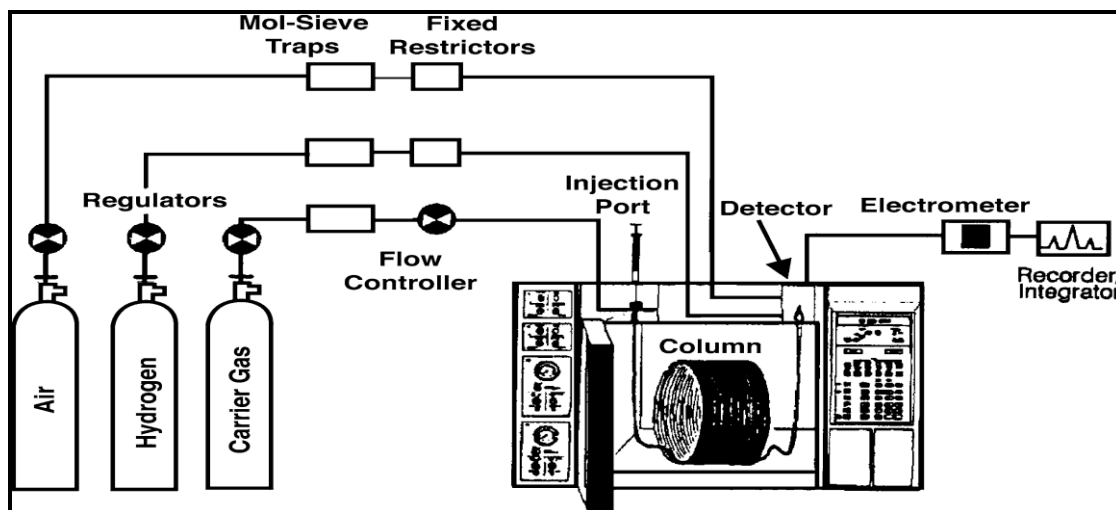 Mol-Sieve
Traps
Fixed
Restrictors
Regulators
Injection
Port
Detector
Electrometer
Flow
Controller
Recorder,
Integrator
Column
Air
Hydrogen
Carrier Gas